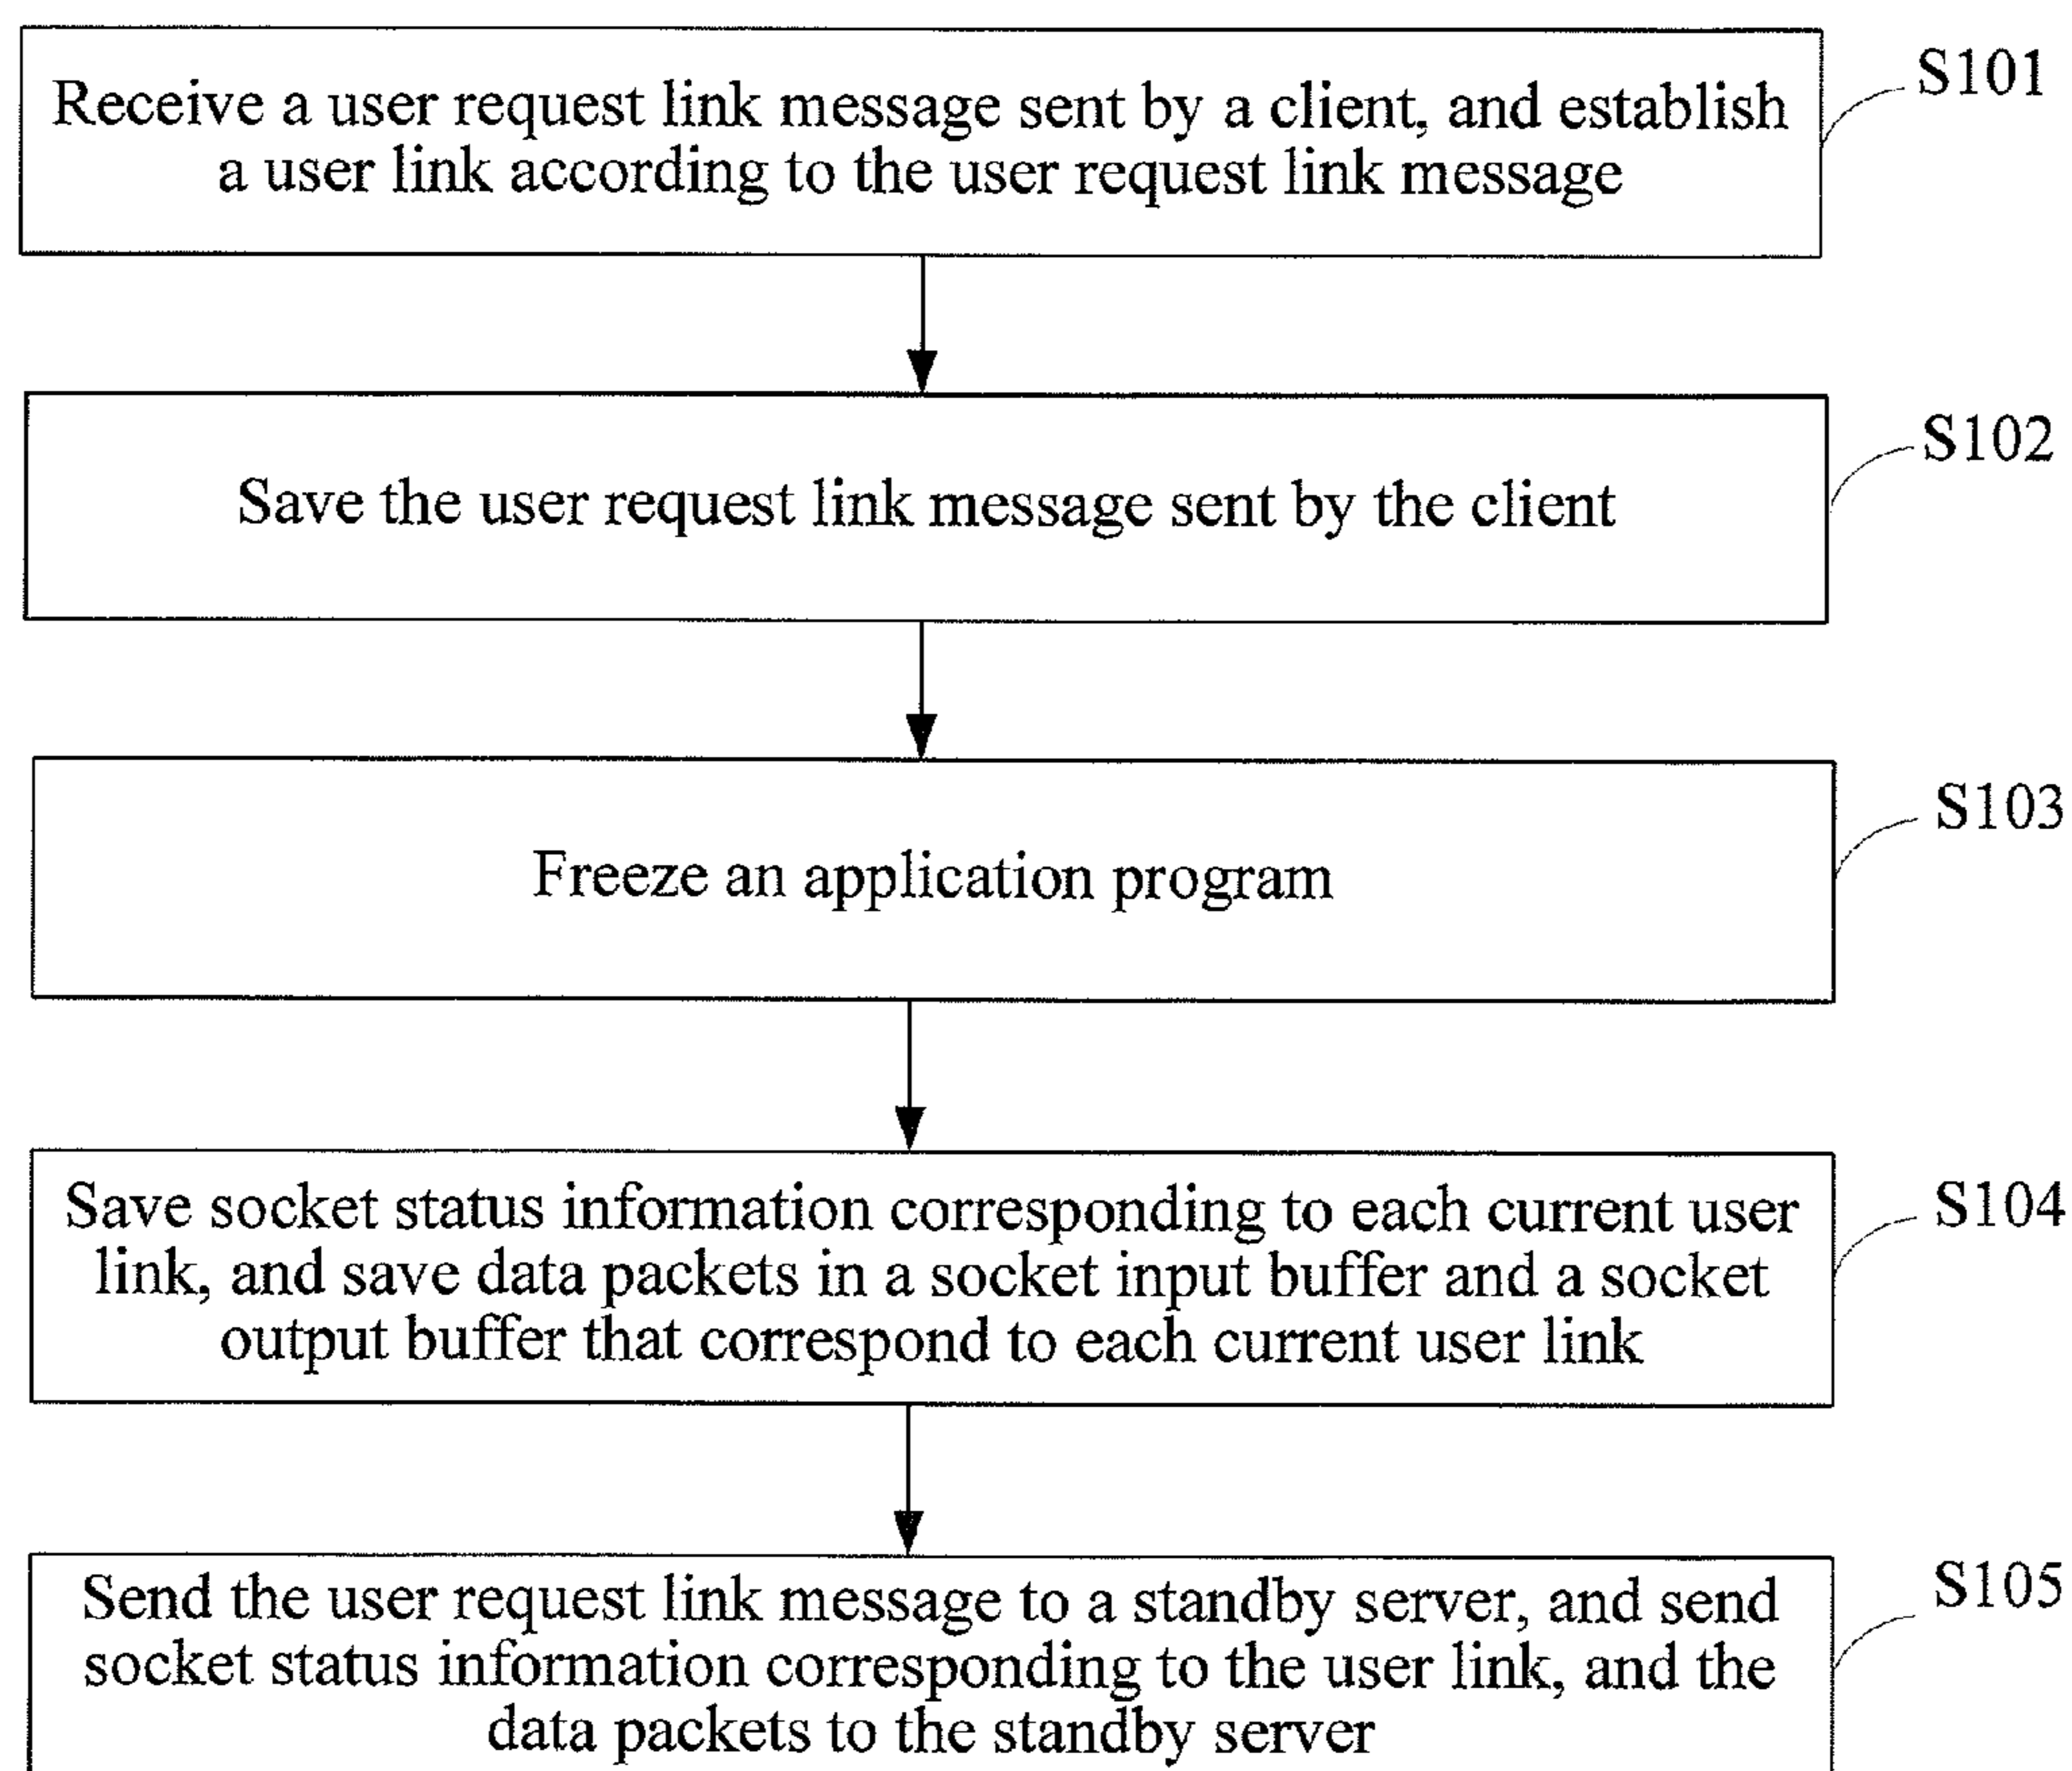 Receive a user request link message sent by a client, and establish
a user link according to the user request link message
S101
Save the user request link message sent by the client
S102
Freeze an application program
S103
Save socket status information corresponding to each current user
link, and save data packets in a socket input buffer and a socket
output buffer that correspond to each current user link
S104
Send the user request link message to a standby server, and send
socket status information corresponding to the user link, and the
data packets to the standby server
S105